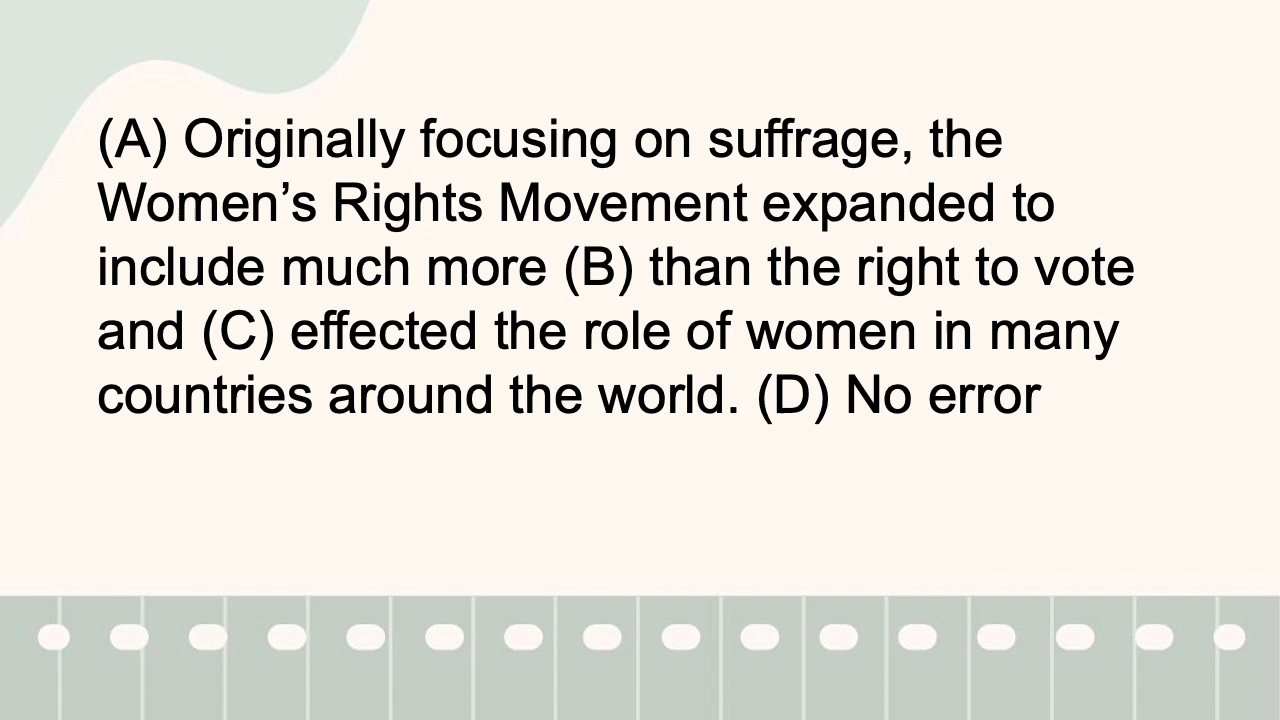 (A) Originally focusing on suffrage, the
Women’s Rights Movement expanded to
include much more (B) than the right to vote
and (C) effected the role of women in many
countries around the world. (D) No error